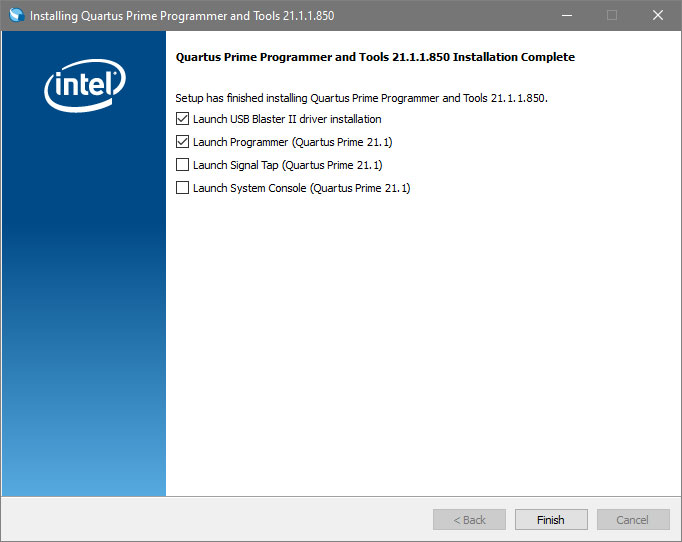 Installing Quartus Prime Programmer and Tools 21.1.1.850
intel
Quartus Prime Programmer and Tools 21.1.1.850 Installation Complete
Setup has finished installing Quartus Prime Programmer and Tools 21.1.1.850.
Launch USB Blaster II driver installation
Launch Programmer (Quartus Prime 21.1)
Launch Signal Tap (Quartus Prime 21.1)
Launch System Console (Quartus Prime 21.1)
< Back
Finish
Cancel